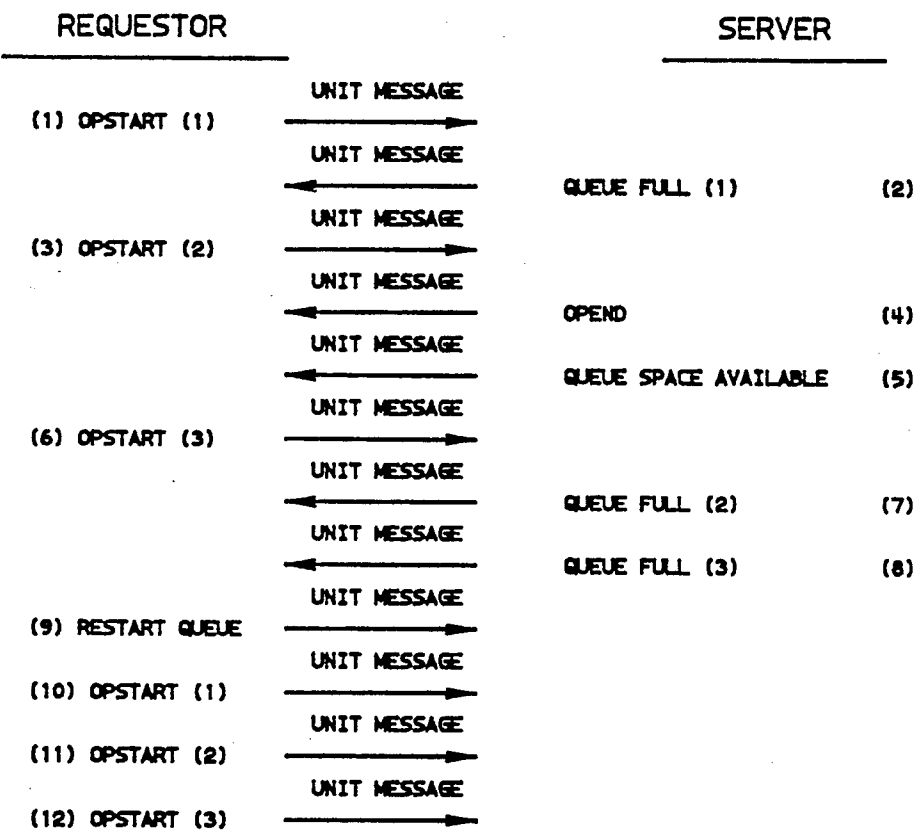 REQUESTOR SERVER
UNIT MESSAGE
(1) OPSTART (1)
UNIT MESSAGE
QUEUE FULL (1) (2)
UNIT MESSAGE
(3) OPSTART (2)
UNIT MESSAGE
OPEND (4)
UNIT MESSAGE
QUEUE SPACE AVAILABLE (5)
UNIT MESSAGE
(6) OPSTART (3)
UNIT MESSAGE
QUEUE FULL (2) (7)
UNIT MESSAGE
QUEUE FULL (3) (8)
UNIT MESSAGE
(9) RESTART QUEUE
UNIT MESSAGE
(10) OPSTART (1)
UNIT MESSAGE
(11) OPSTART (2)
UNIT MESSAGE
(12) OPSTART (3)